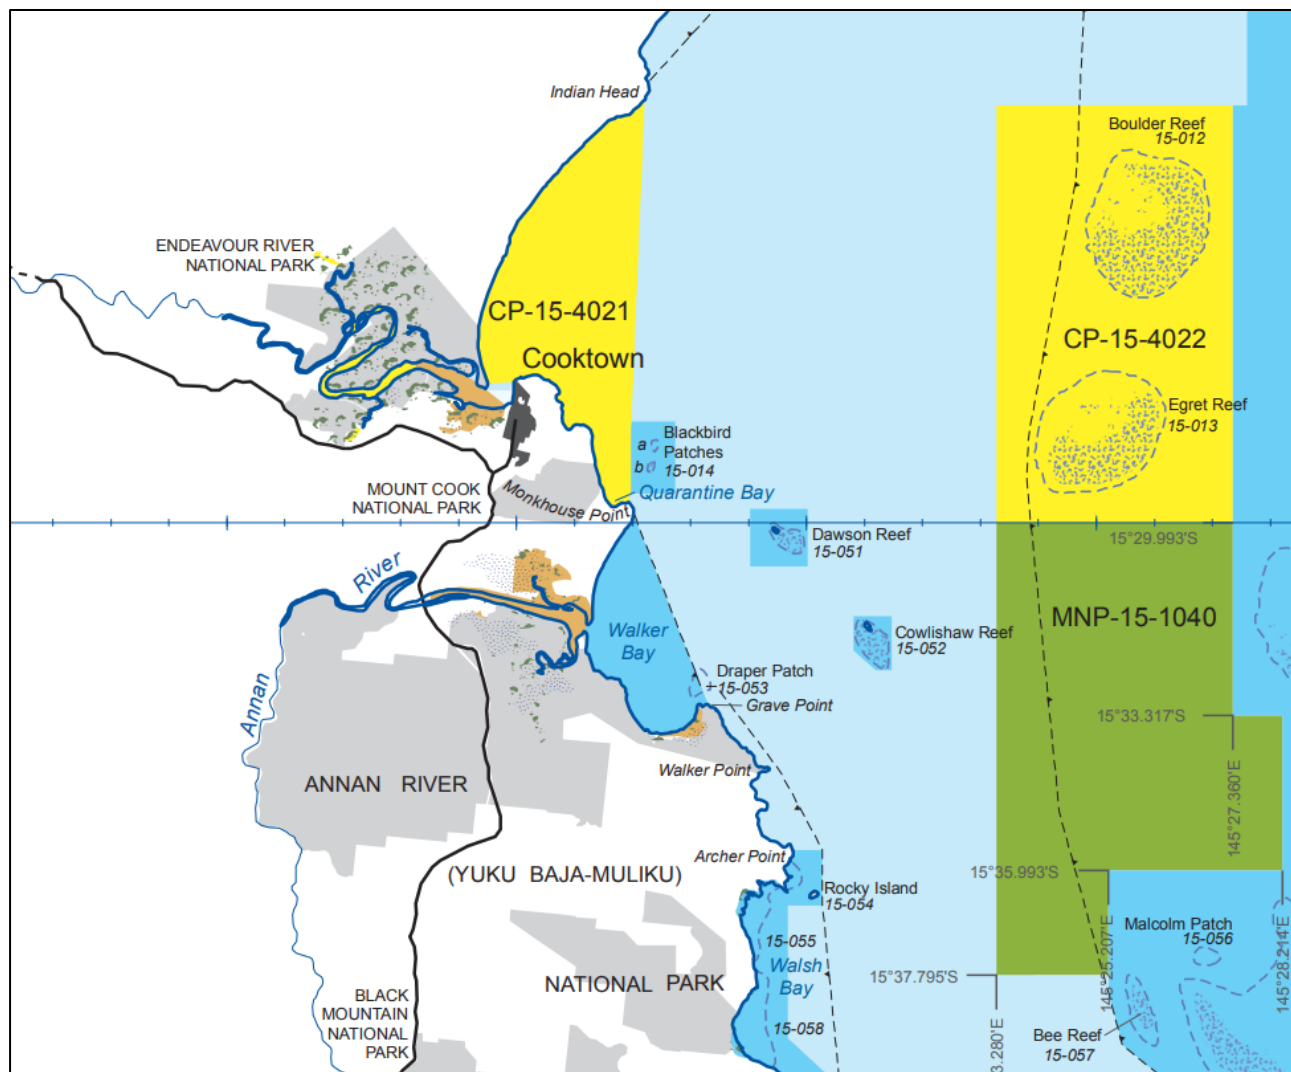 Indian Head
Boulder Reef
15-012
ENDEAVOUR RIVER
NATIONAL PARK
CP-15-4021
CP-15-4022
Cooktown
Egret Reef
15-013
a
b
Blackbird
Patches
15-014
MOUNT COOK
NATIONAL PARK
Monkhouse Point
Quarantine Bay
Dawson Reef
15-051
15°29.993'S
River
MNP-15-1040
Walker
Bay
Cowlishaw Reef
15-052
Draper Patch
15-053
Grave Point
Annan
15°33.317'S
Walker Point
ANNAN RIVER
145°27.360'E
Archer Point
(YUKU BAJA-MULIKU)
Rocky Island
15-054
15°35.993'S
145°25.207'E
145°28.214'E
Malcolm Patch
15-056
15-055
Walsh
Bay
NATIONAL PARK
15°37.795'S
BLACK
MOUNTAIN
NATIONAL
PARK
15-058
3.280'E
Bee Reef
15-057